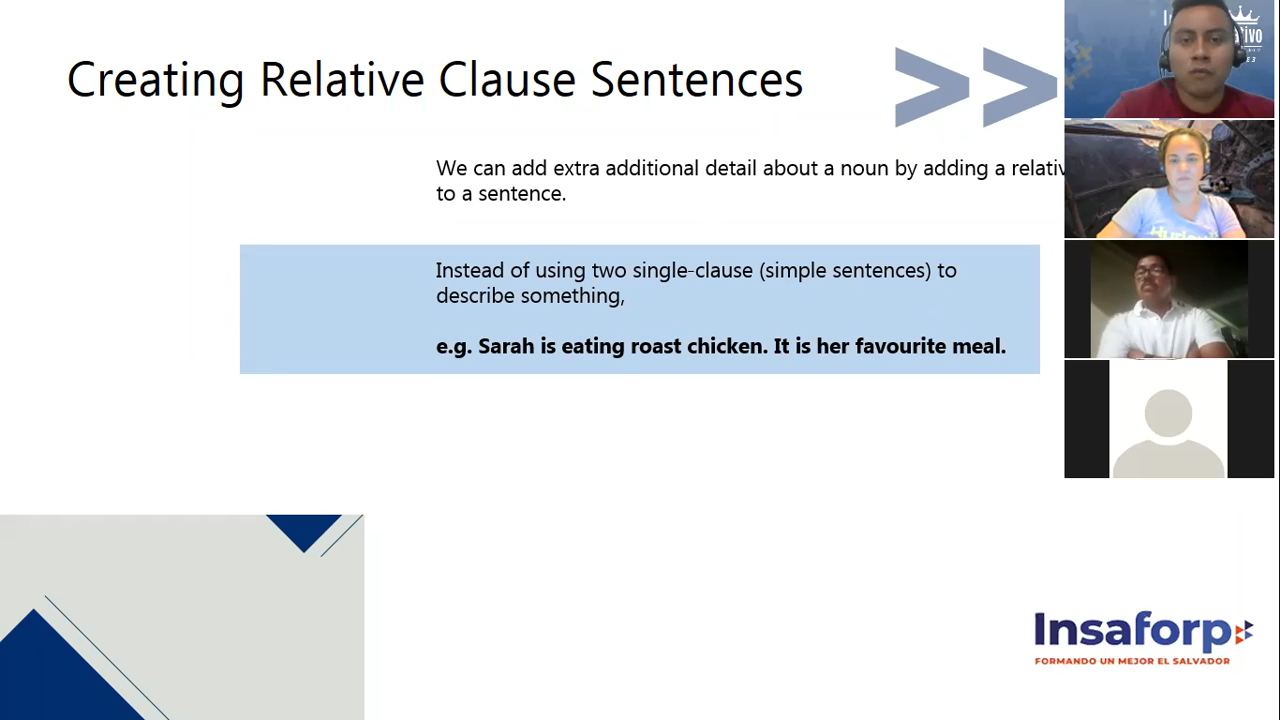 Creating Relative Clause Sentences
>>
We can add extra additional detail about a noun by adding a
to a sentence.
Instead of using two single-clause (simple sentences) to
describe something,
e.g. Sarah is eating roast chicken. It is her favourite meal.
Insaforp
FORMANDO UN MEJOR EL SALVADOR